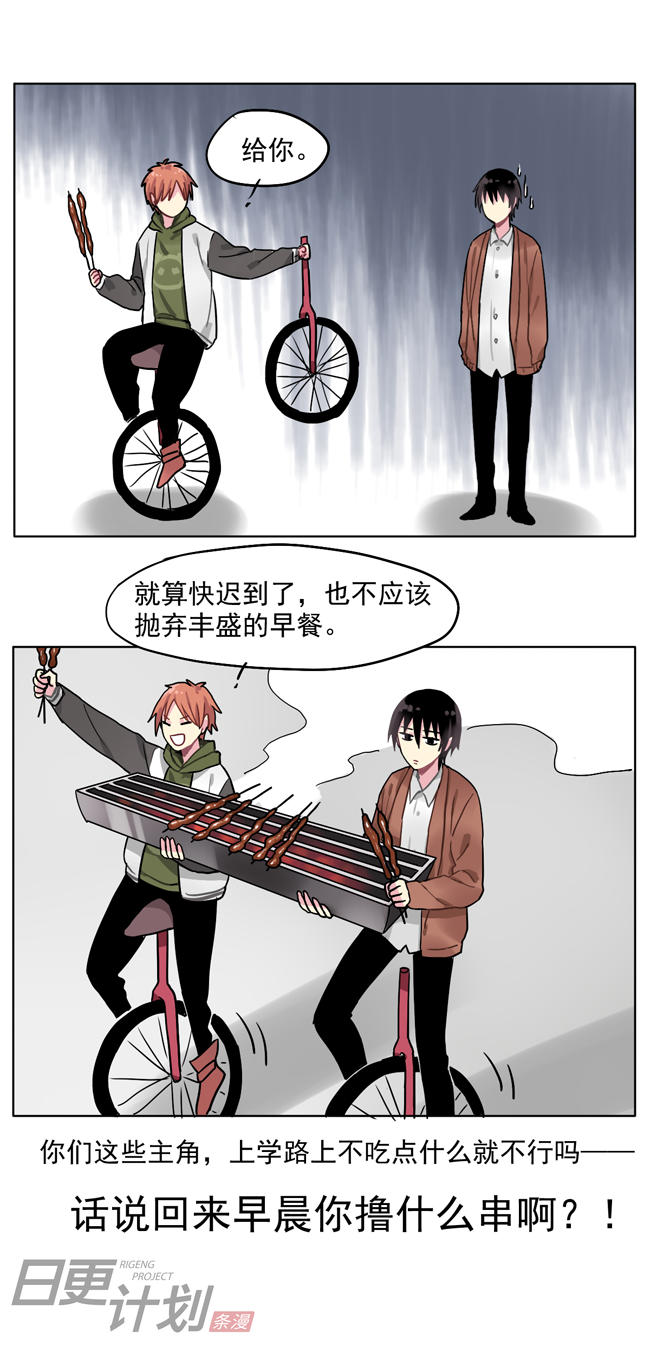 给你。
就算快迟到了，也不应该
抛弃丰盛的早餐。
你们这些主角，上学路上不吃点什么就不行吗——
话说回来早晨你撸什么串啊？！
日更
RIGENG
PROJECT
计划
条漫